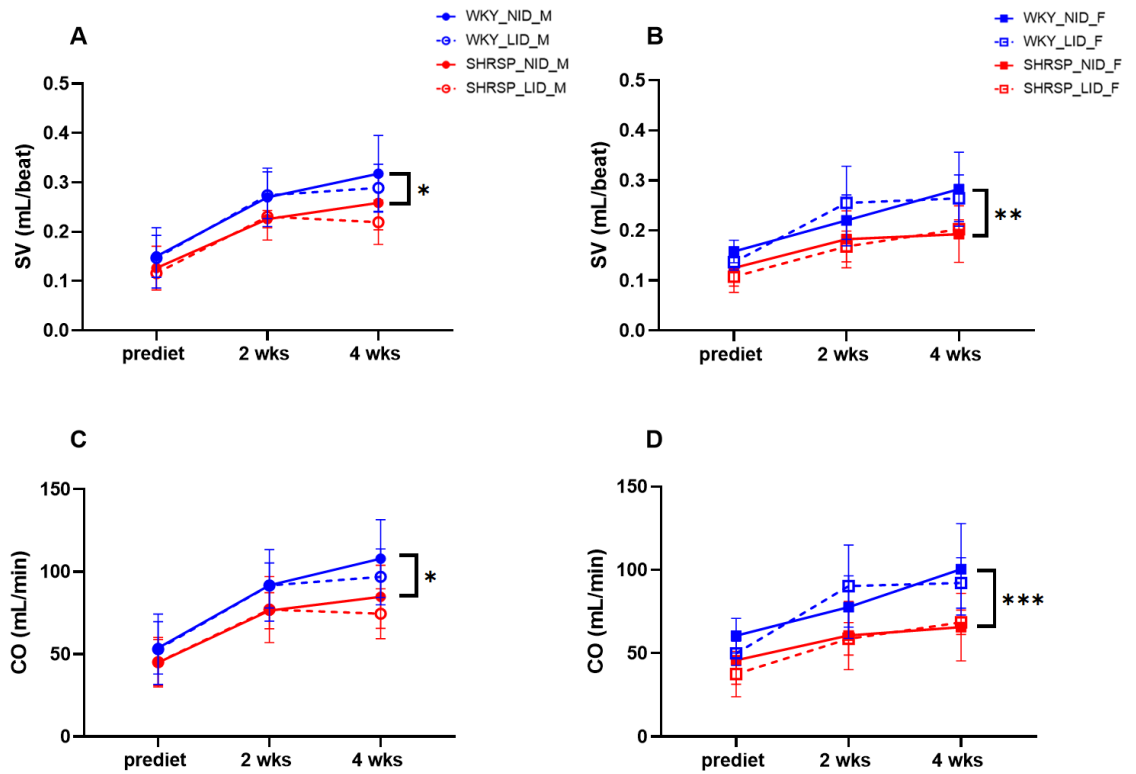 A
WKY_NID_M
WKY_LID_M
SHRSP_NID_M
SHRSP_LID_M
SV (mL/beat)
0.5
0.4
0.3
0.2
0.1
0.0
*
prediet 2 wks 4 wks
B
WKY_NID_F
WKY_LID_F
SHRSP_NID_F
SHRSP_LID_F
SV (mL/beat)
0.5
0.4
0.3
0.2
0.1
0.0
**
prediet 2 wks 4 wks
C
CO (mL/min)
150
100
50
0
*
prediet 2 wks 4 wks
D
CO (mL/min)
150
100
50
0
***
prediet 2 wks 4 wks